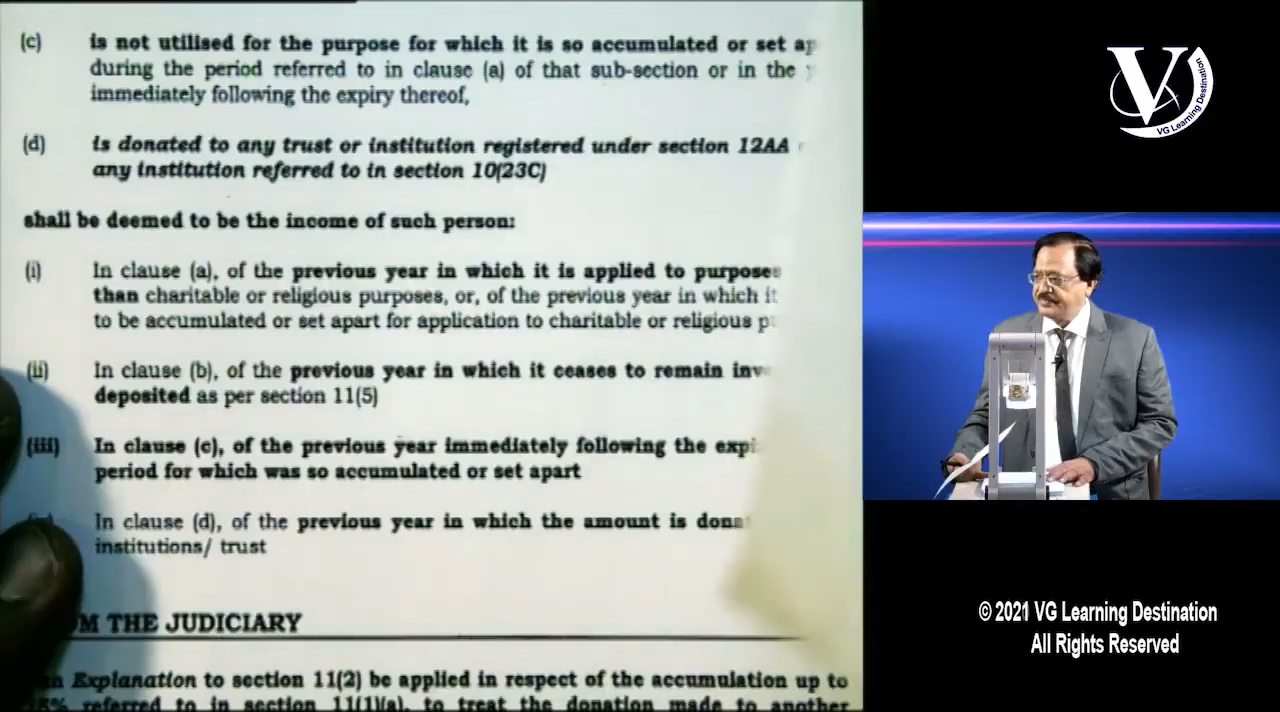 (c) is not utilised for the purpose for which it is so accumulated or set
during the period referred to in clause (a) of that sub-section or in the
immediately following the expiry thereof,
(d) is donated to any trust or institution registered under section 12AA
any institution referred to in section 10(23C)
shall be deemed to be the income of such person:
(i) In clause (a), of the previous year in which it is applied to purposes
than charitable or religious purposes, or, of the previous year in which it
to be accumulated or set apart for application to charitable or religious
(ii) In clause (b), of the previous year in which it ceases to remain
deposited as per section 11(5)
(iii) In clause (c), of the previous year immediately following the
period for which was so accumulated or set apart
In clause (d), of the previous year in which the amount is
institutions/ trust
THE JUDICIARY
Explanation to section 11(2) be applied in respect of the accumulation up to
referred to in section 11(1)(a), to treat the donation made to another
V
VG Learning Destination
© 2021 VG Learning Destination
All Rights Reserved